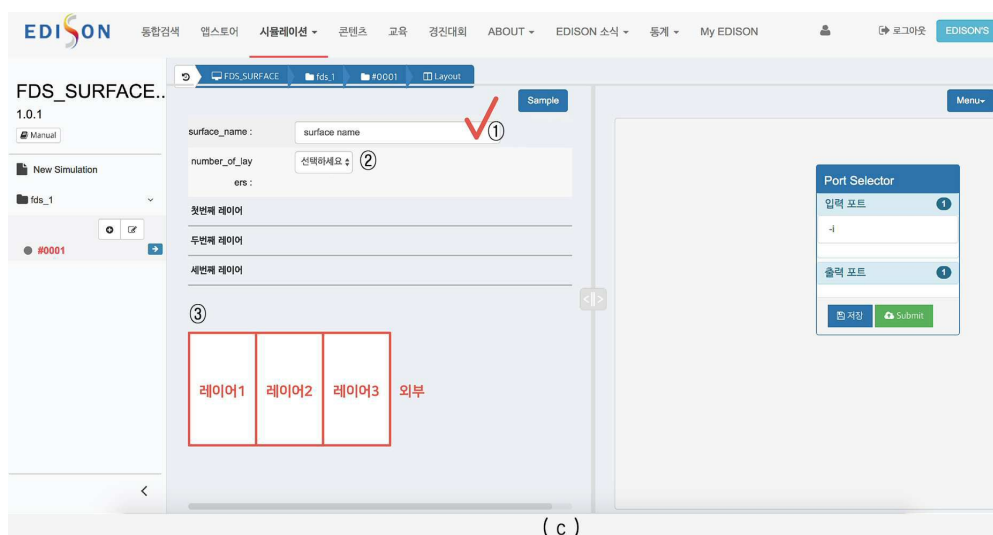 EDISON
통합검색 앱스토어 시뮬레이션 콘텐츠 교육 경진대회 ABOUT EDISON 소식 통계 My EDISON 로그아웃 EDISON'S
FDS_SURFACE..
1.0.1
Manual
New Simulation
fds_1
#0001
FDS_SURFACE fds_1 #0001 Layout
Sample
surface_name : surface name ①
number_of_lay
ers :
선택하세요 ②
첫번째 레이어
두번째 레이어
세번째 레이어
③
레이어1 레이어2 레이어3 외부
Menu
Port Selector
입력 포트 1
-i
출력 포트 1
저장 Submit
( c )